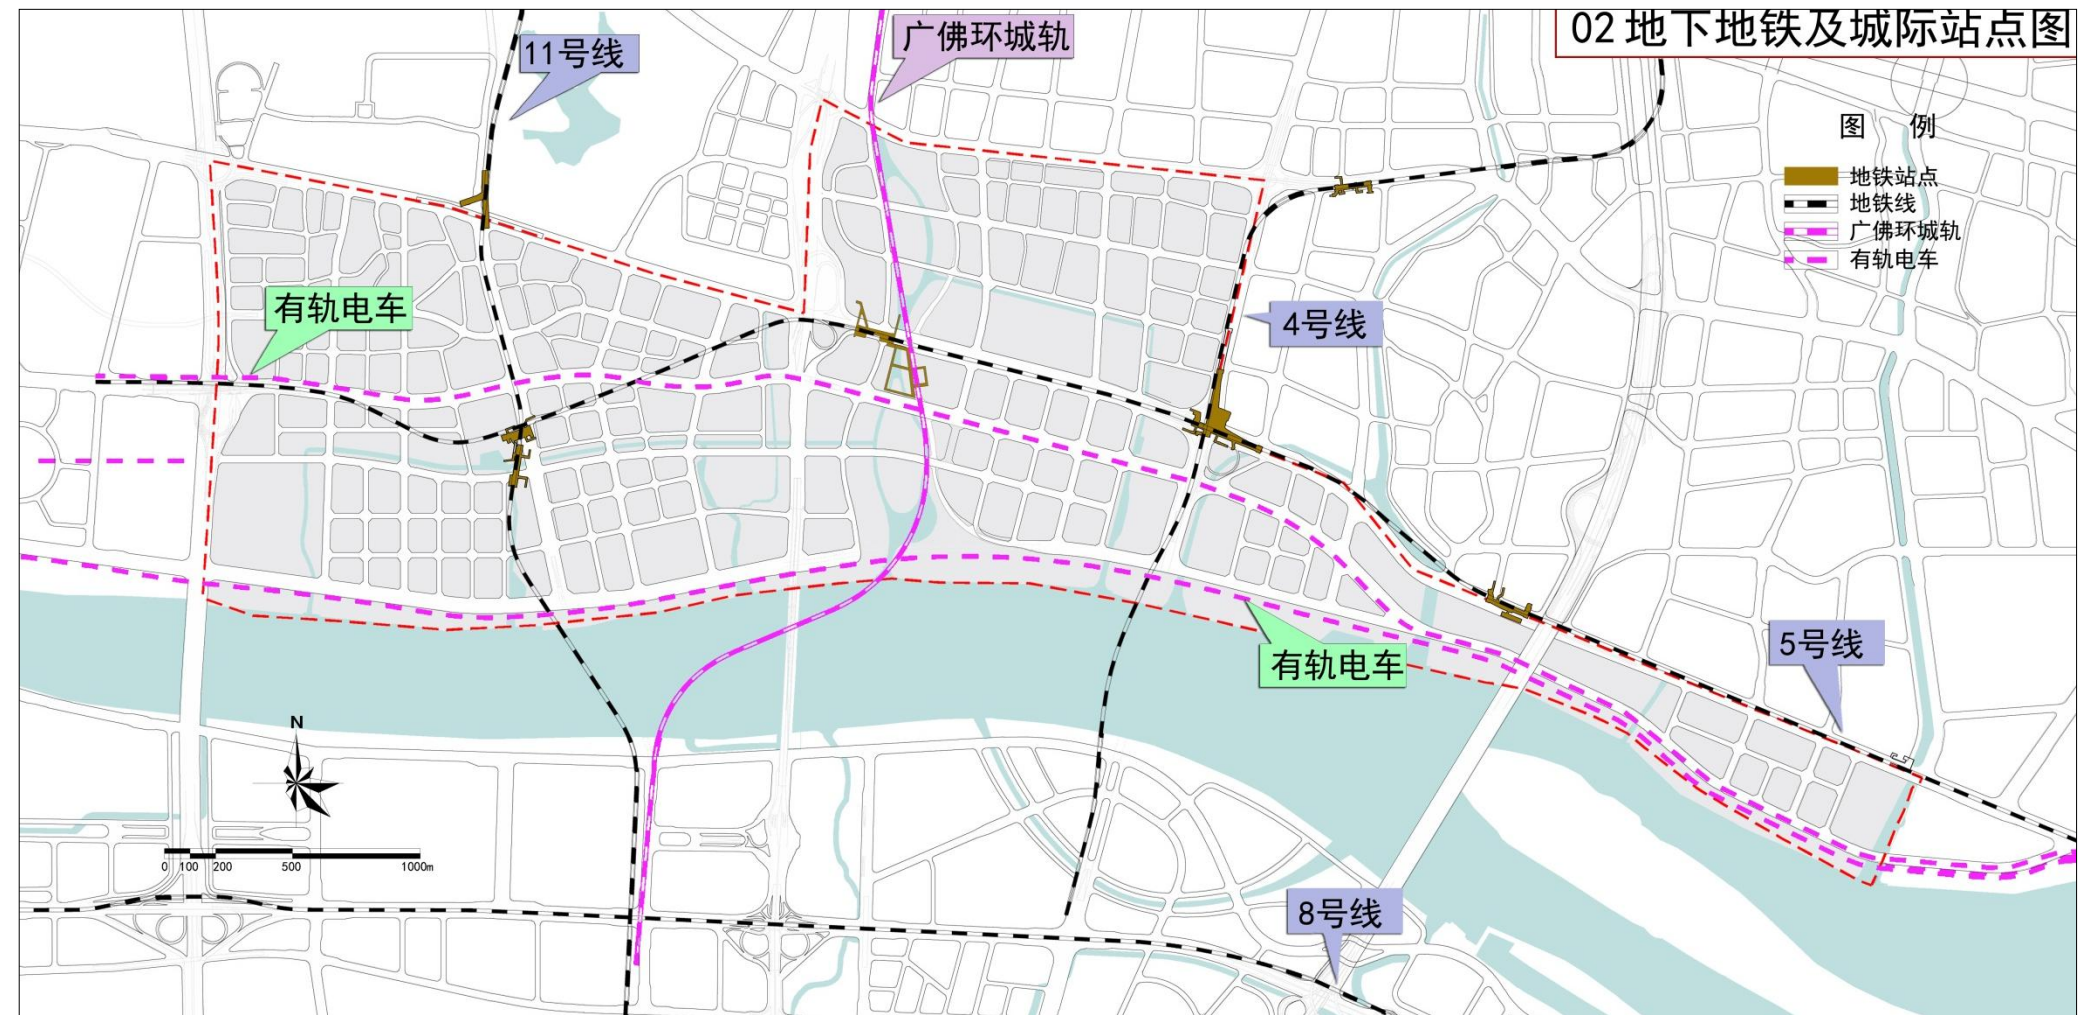 02地下地铁及城际站点图
11号线
广佛环城轨
图 例
地铁站点
地铁线
广佛环城轨
有轨电车
有轨电车
4号线
有轨电车
5号线
N
0 100 200 500 1000m
8号线